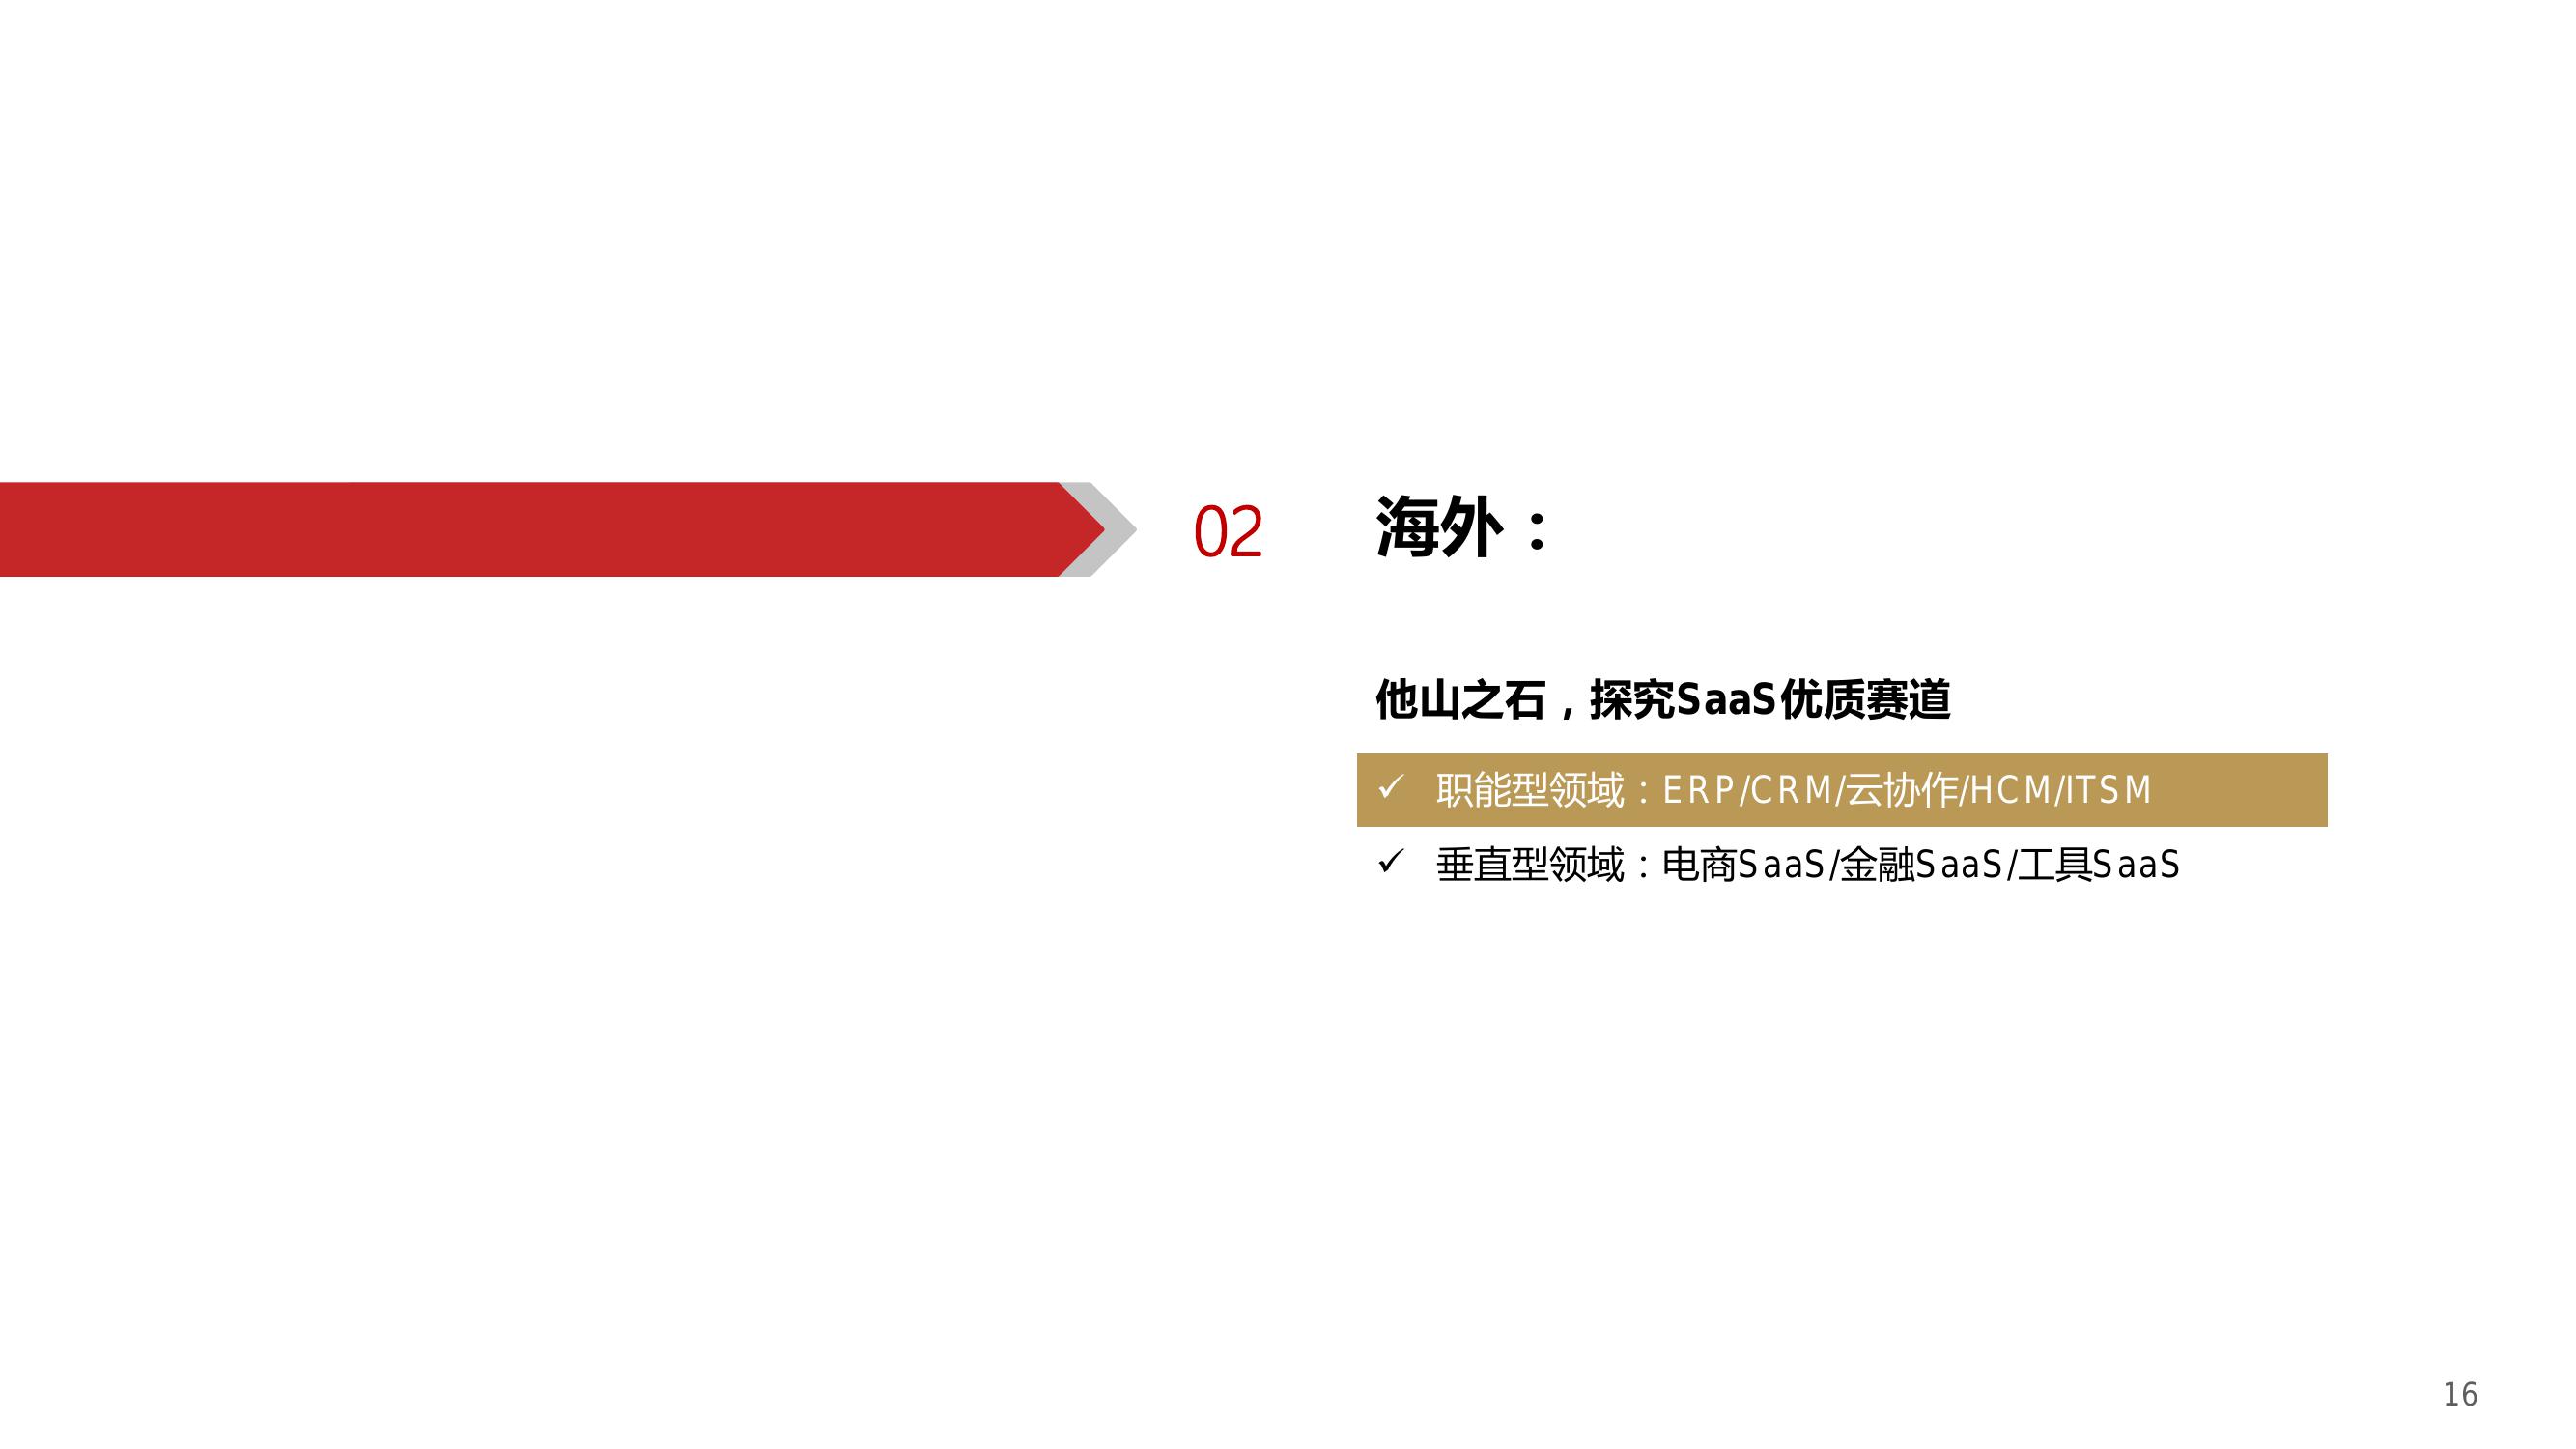 02
海外：
他山之石，探究SaaS优质赛道
✓ 职能型领域：ERP/CRM/云协作/HCM/ITSM
✓ 垂直型领域：电商SaaS/金融SaaS/工具SaaS
16